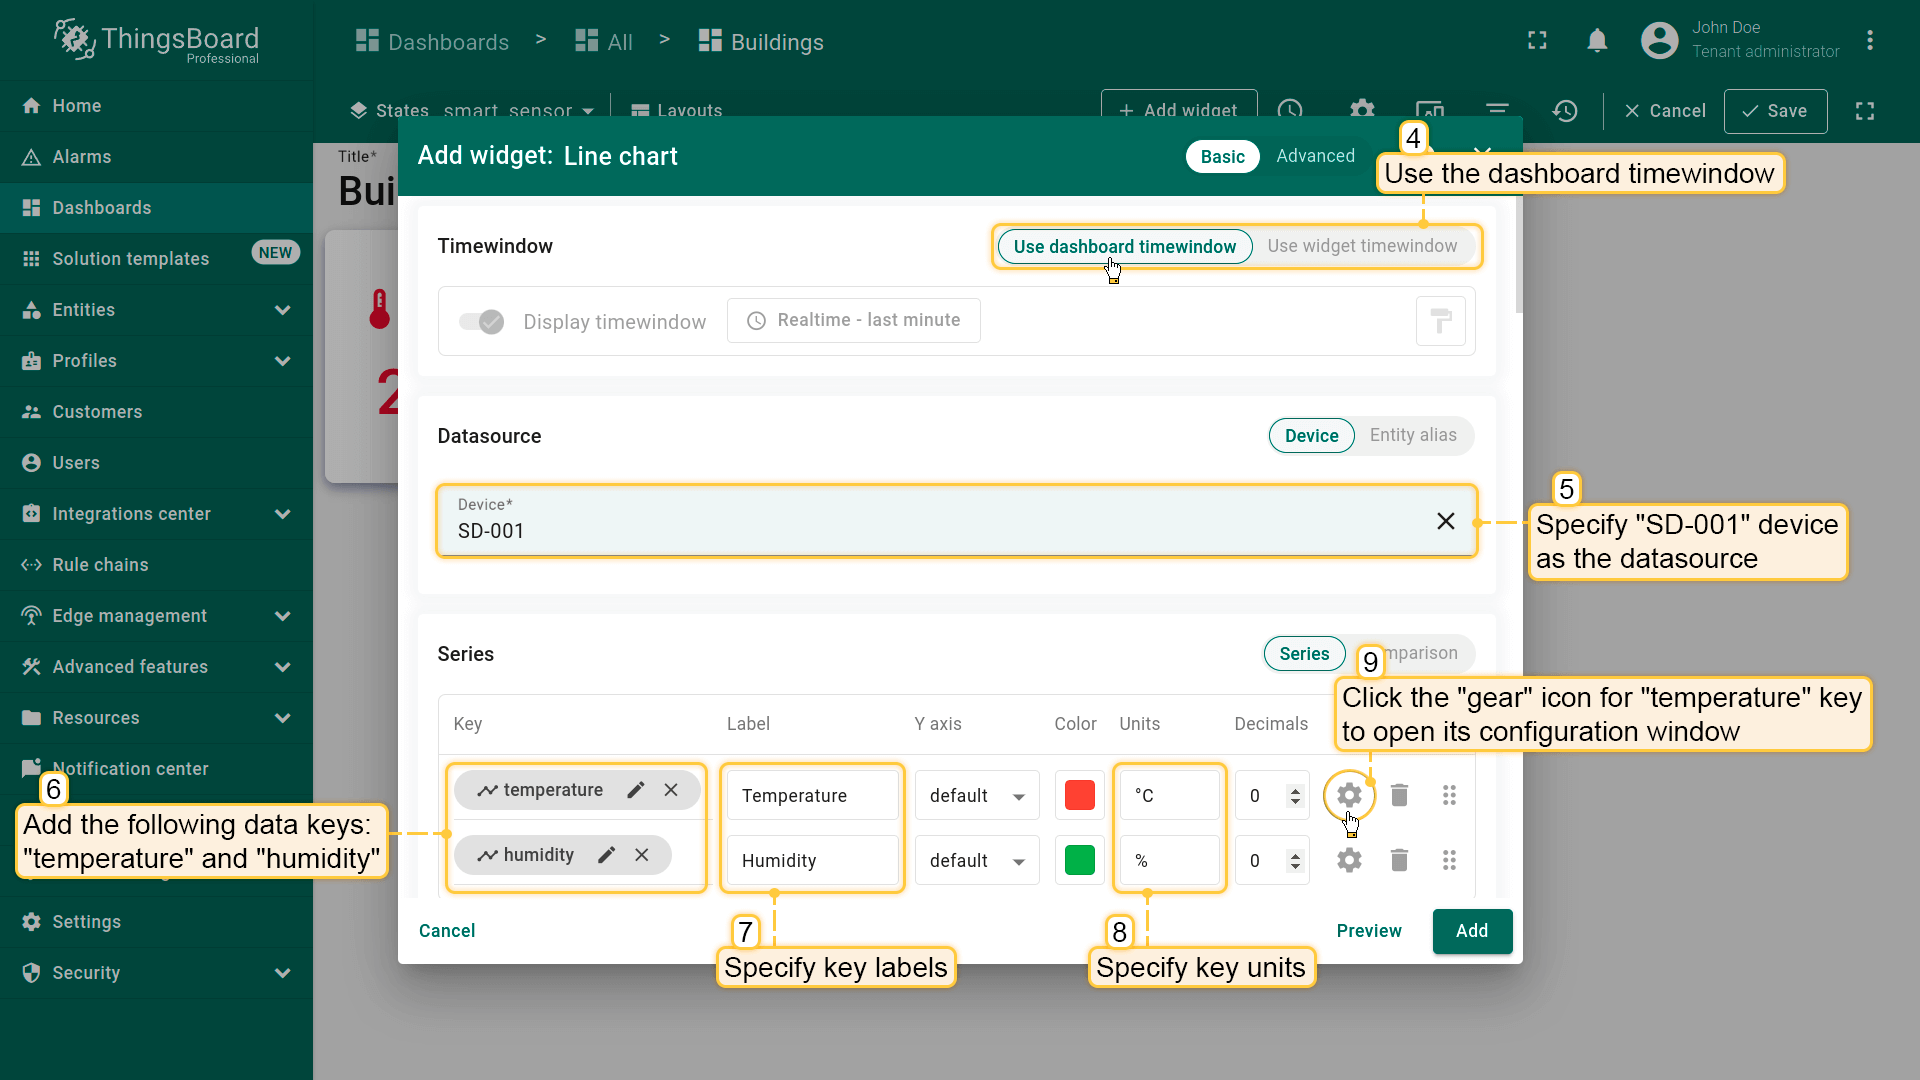 ThingsBoard
Professional
Dashboards > All > Buildings
John Doe
Tenant administrator
Home
Alarms
Dashboards
Solution templates NEW
Entities
Profiles
Customers
Users
Integrations center
Rule chains
Edge management
Advanced features
Resources
Notification center
Settings
Security
States smart_sensor Layouts
+ Add widget
Cancel Save
Title*
Add widget: Line chart
Basic Advanced
4
Use the dashboard timewindow
Timewindow
Use dashboard timewindow Use widget timewindow
Display timewindow Realtime - last minute
Datasource
Device Entity alias
Device*
SD-001
5
Specify "SD-001" device
as the datasource
Series
Series
9
Click the "gear" icon for "temperature" key
to open its configuration window
Key Label Y axis Color Units Decimals
temperature Temperature default °C 0
humidity Humidity default % 0
6
Add the following data keys:
"temperature" and "humidity"
7
Specify key labels
8
Specify key units
Cancel Preview Add